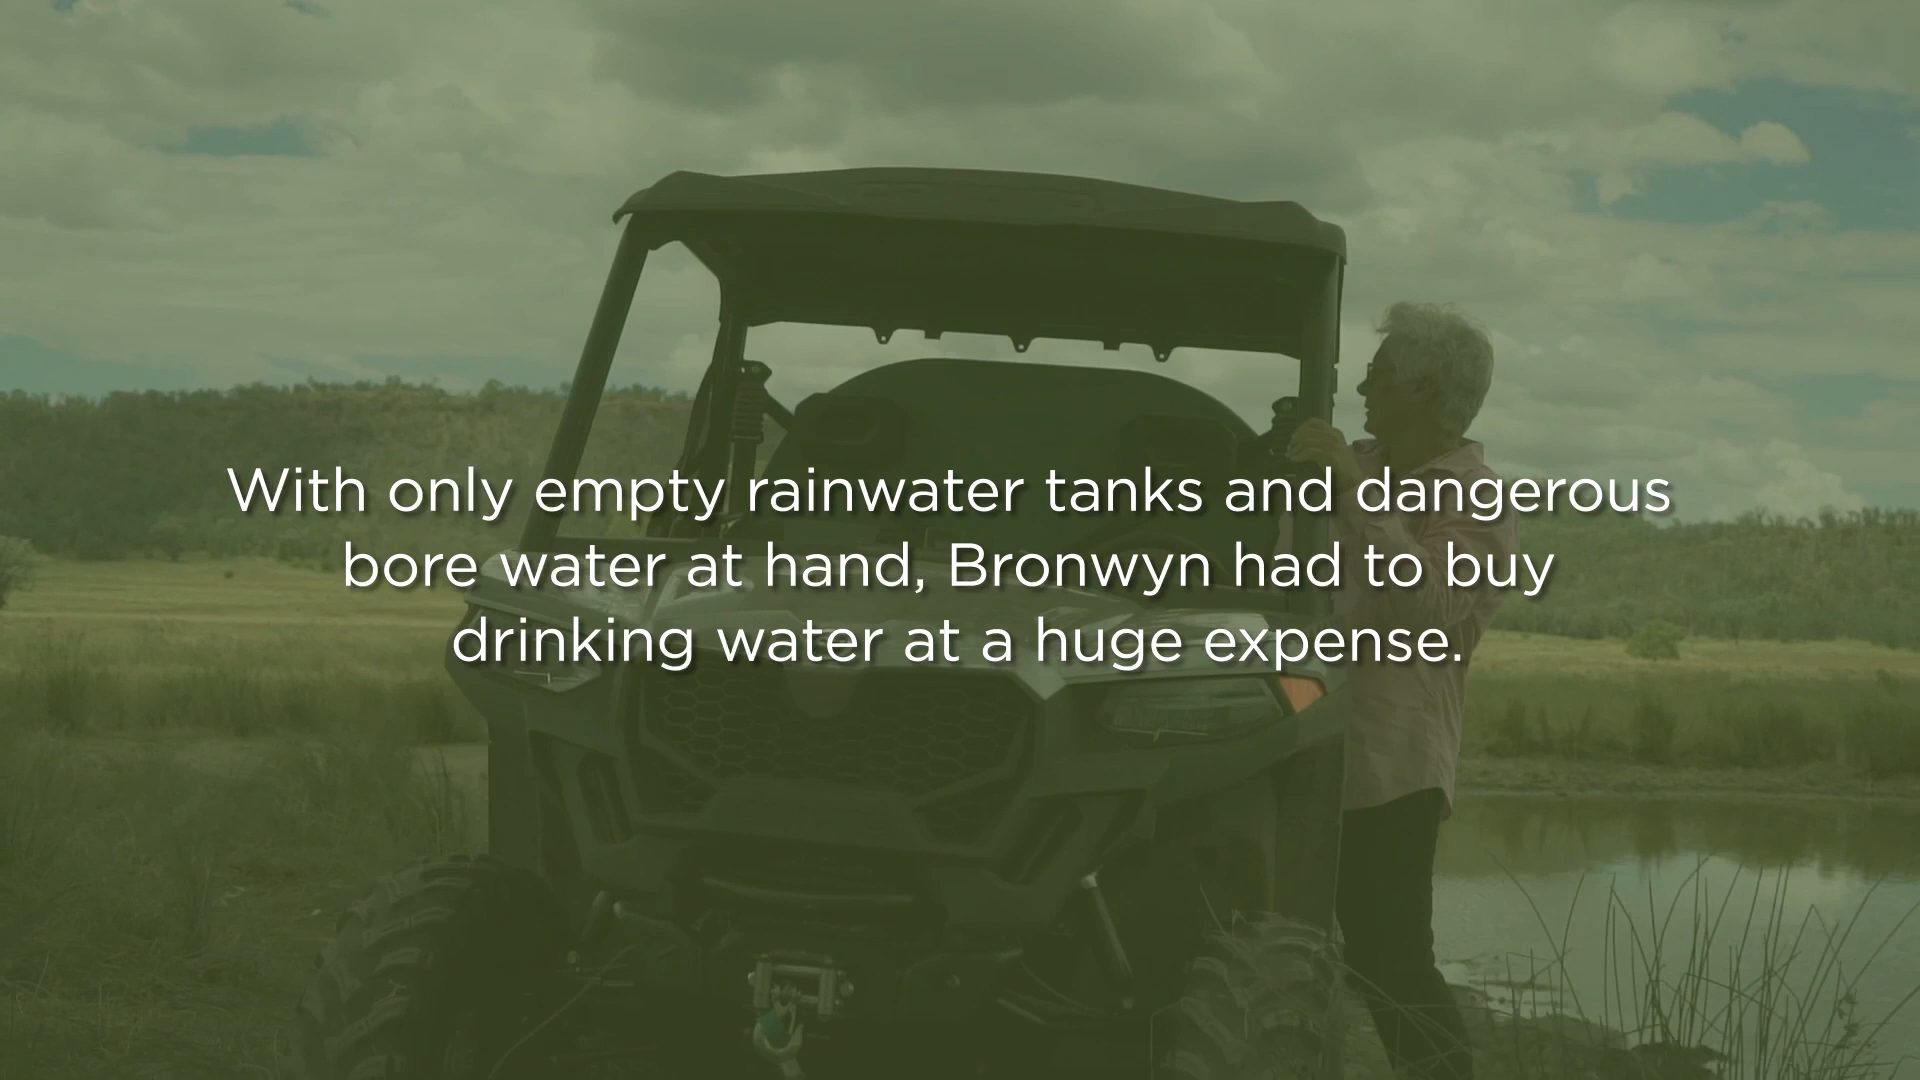 With only empty rainwater tanks and dangerous
bore water at hand, Bronwyn had to buy
drinking water at a huge expense.